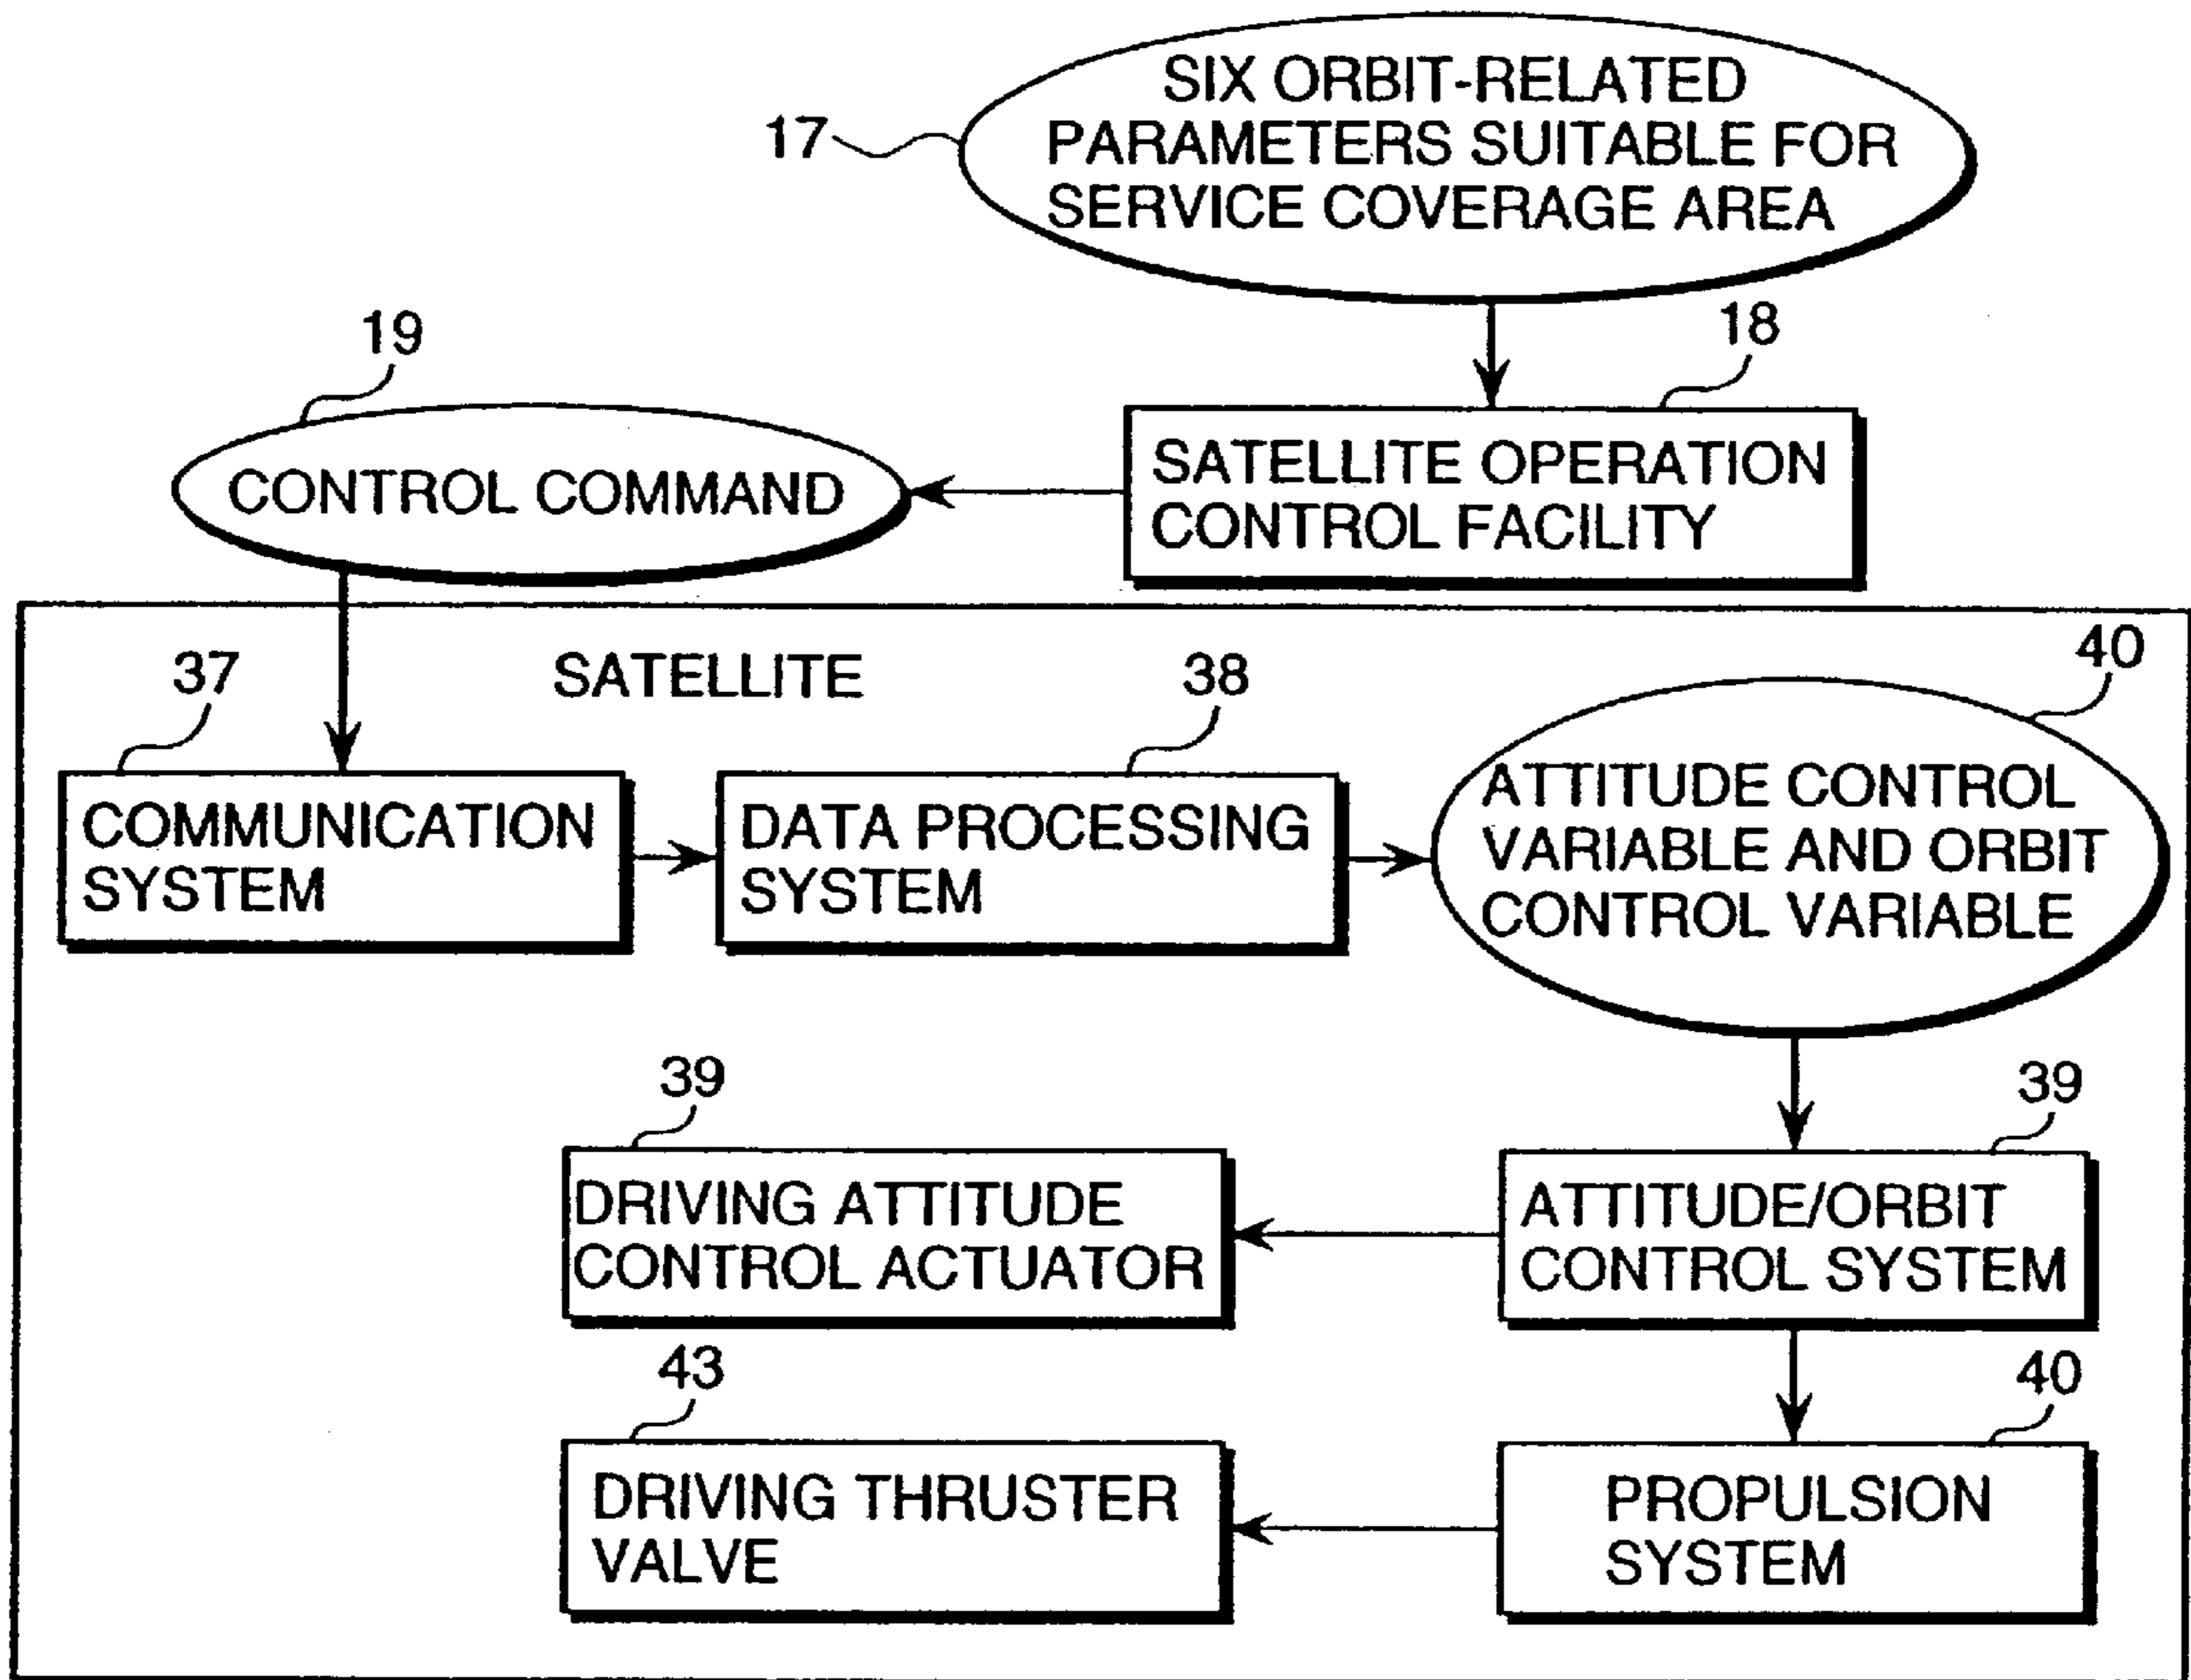 SIX ORBIT-RELATED
PARAMETERS SUITABLE FOR
SERVICE COVERAGE AREA
17
18
SATELLITE OPERATION
CONTROL FACILITY
19
CONTROL COMMAND
SATELLITE
37
COMMUNICATION
SYSTEM
38
DATA PROCESSING
SYSTEM
40
ATTITUDE CONTROL
VARIABLE AND ORBIT
CONTROL VARIABLE
39
DRIVING ATTITUDE
CONTROL ACTUATOR
39
ATTITUDE/ORBIT
CONTROL SYSTEM
43
DRIVING THRUSTER
VALVE
40
PROPULSION
SYSTEM